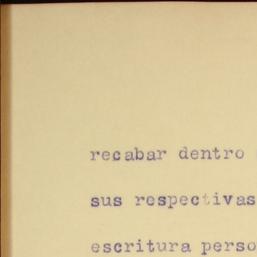 recabar dentro
sus respectivas
escritura perso